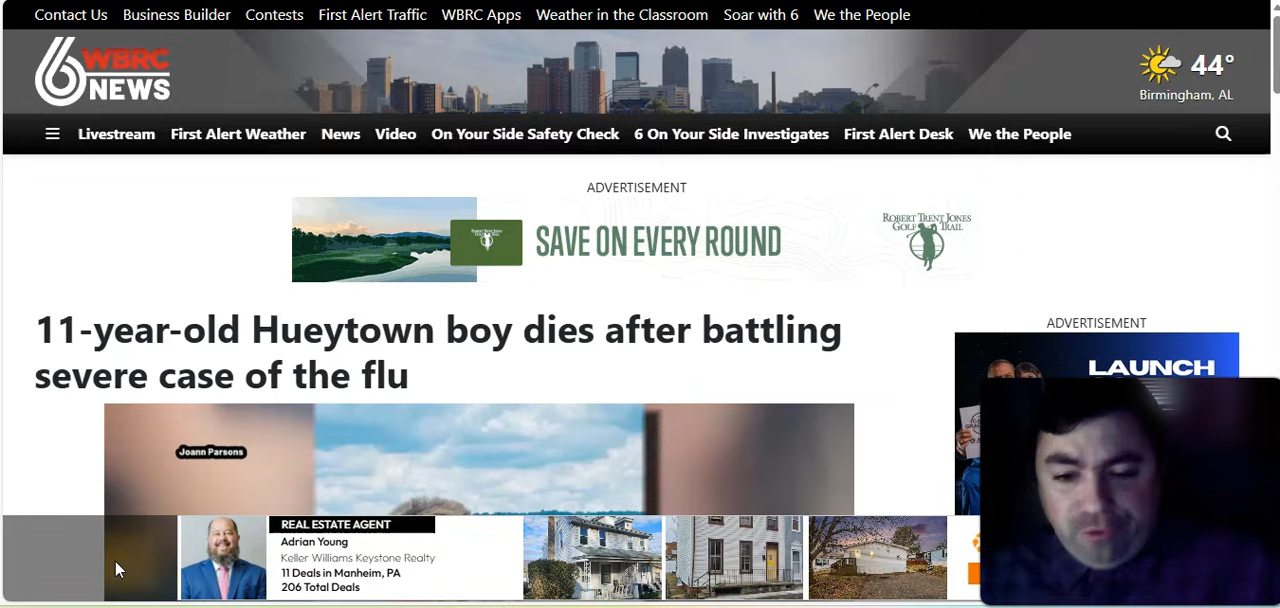 Contact Us Business Builder Contests First Alert Traffic WBRC Apps Weather in the Classroom Soar with 6 We the People
6 WBRC
NEWS
44°
Birmingham, AL
Livestream First Alert Weather News Video On Your Side Safety Check 6 On Your Side Investigates First Alert Desk We the People
ADVERTISEMENT
ROBERT TRENT JONES
GOLF TRAIL
SAVE ON EVERY ROUND
11-year-old Hueytown boy dies after battling
severe case of the flu
ADVERTISEMENT
LAUNCH
Joann Parsons
REAL ESTATE AGENT
Adrian Young
Keller Williams Keystone Realty
11 Deals in Manheim, PA
206 Total Deals